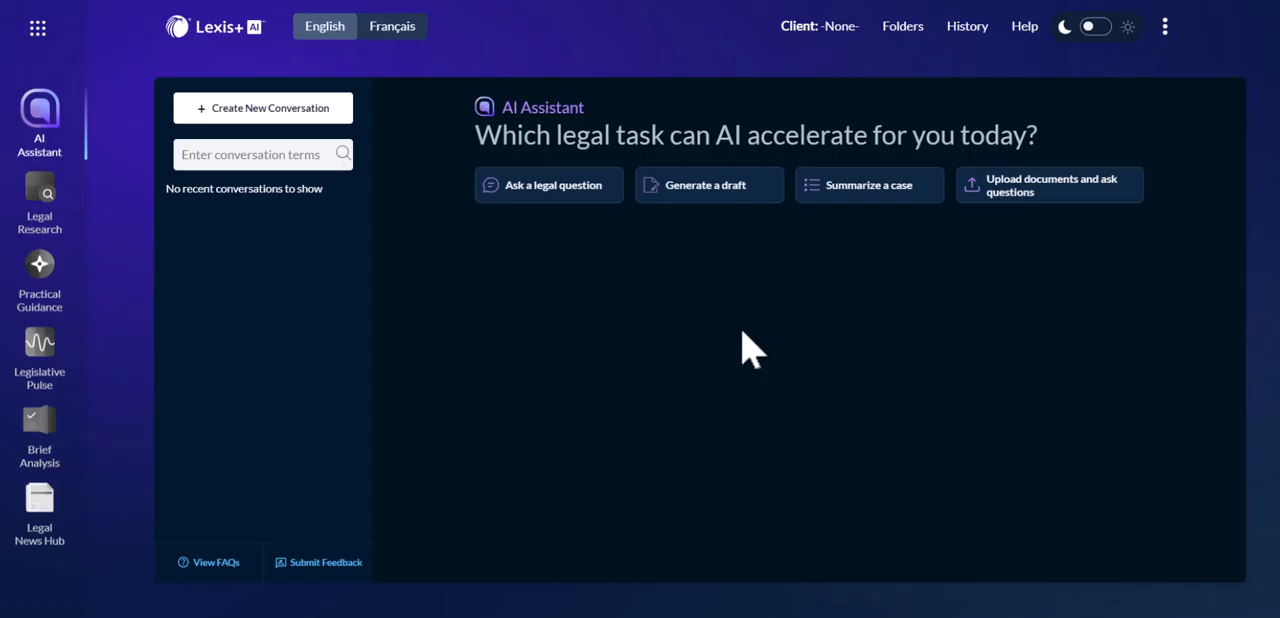 Lexis+ AI
English
Français
Client: -None-
Folders
History
Help
AI
Assistant
Legal
Research
Practical
Guidance
Legislative
Pulse
Brief
Analysis
Legal
News Hub
+ Create New Conversation
Enter conversation terms
No recent conversations to show
View FAQs
Submit Feedback
AI Assistant
Which legal task can AI accelerate for you today?
Ask a legal question
Generate a draft
Summarize a case
Upload documents and ask
questions